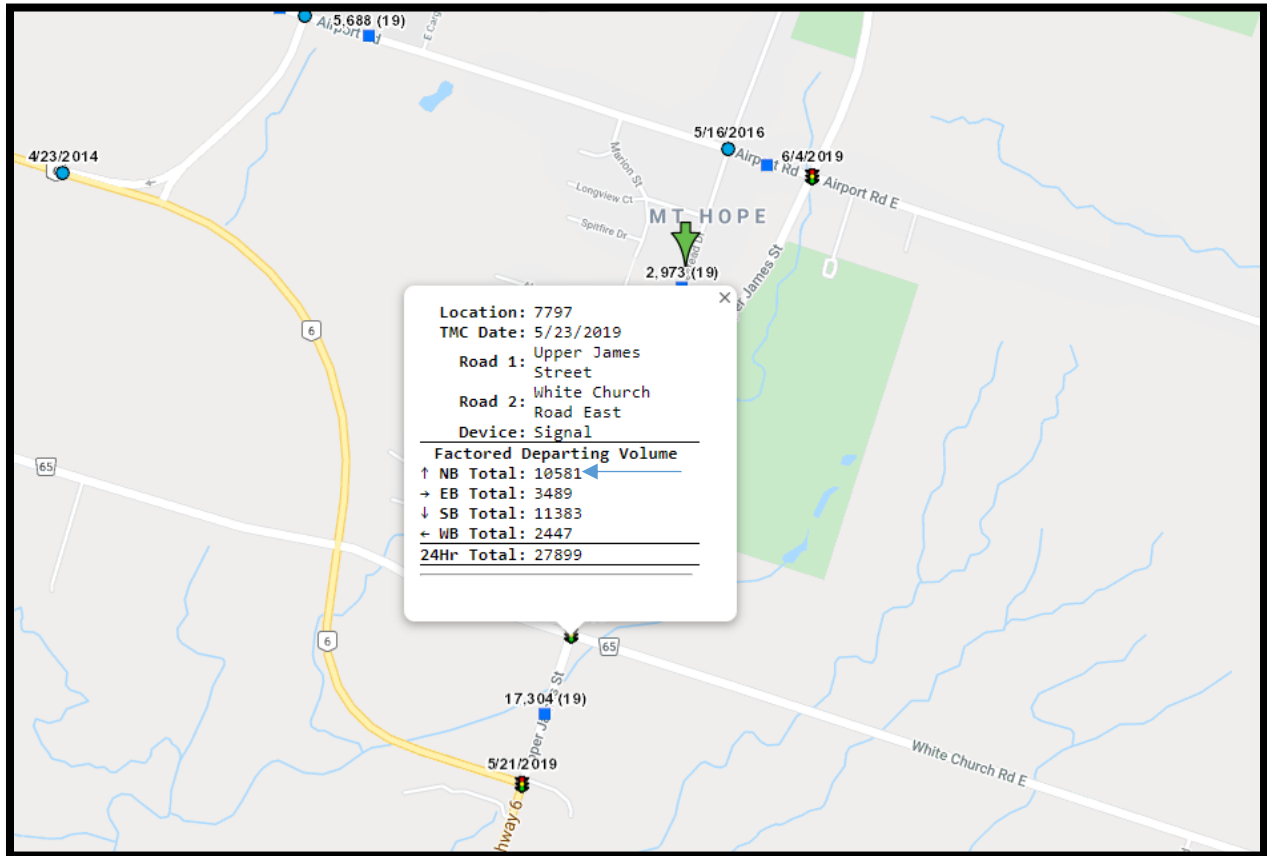 5,688 (19)
Airport Rd
E Carg
5/16/2016
4/23/2014
6/4/2019
Airport Rd
Airport Rd E
Marion St
Longview Ct
MT HOPE
Spitfire Dr
2,973 (19)
er James St
6
65
×
Location: 7797
TMC Date: 5/23/2019
Road 1: Upper James
Street
Road 2: White Church
Road East
Device: Signal
Factored Departing Volume
↑ NB Total: 10581
→ EB Total: 3489
↓ SB Total: 11383
← WB Total: 2447
24Hr Total: 27899
6
65
17,304 (19)
pper James St
5/21/2019
White Church Rd E
hway 6